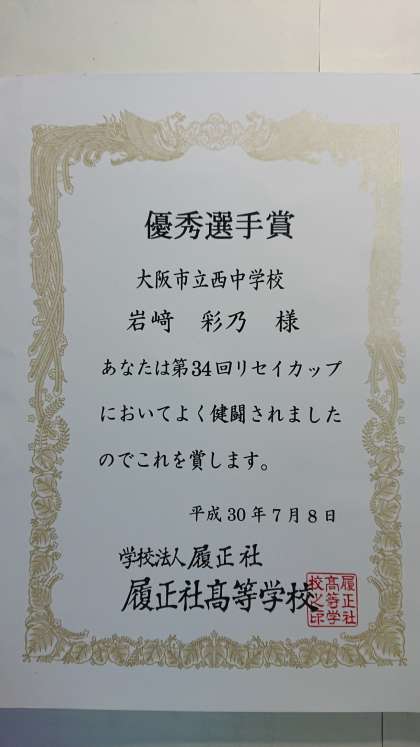 優秀選手賞
大阪市立西中学校
岩﨑 彩乃 様
あなたは第34回リセイカップ
においてよく健闘されました
のでこれを賞します。
平成30年7月8日
学校法人履正社
履正社高等学校
履正社
高等学
校之印